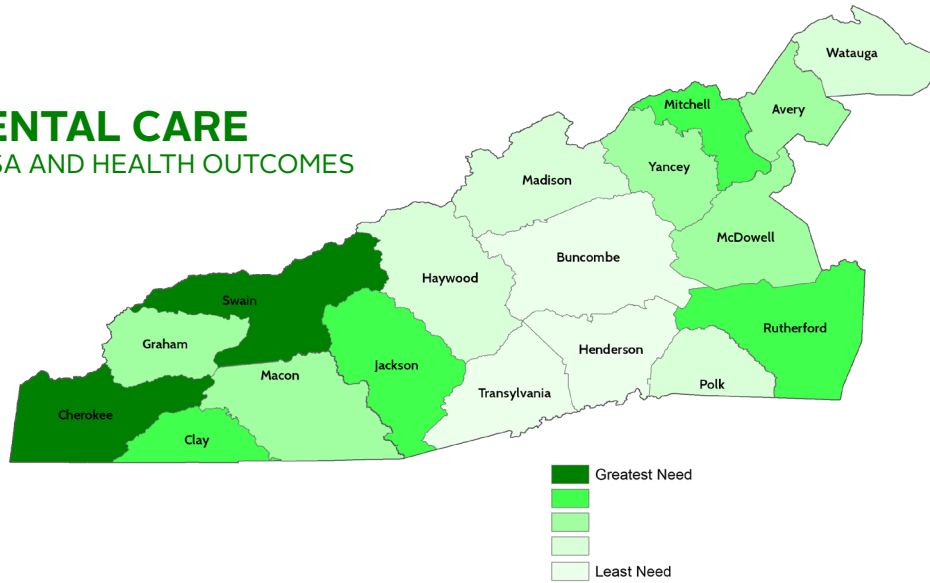 ENTAL CARE
SA AND HEALTH OUTCOMES
Watauga
Mitchell
Avery
Yancey
Madison
McDowell
Buncombe
Haywood
Swain
Rutherford
Graham
Henderson
Jackson
Macon
Polk
Transylvania
Cherokee
Clay
Greatest Need
Least Need